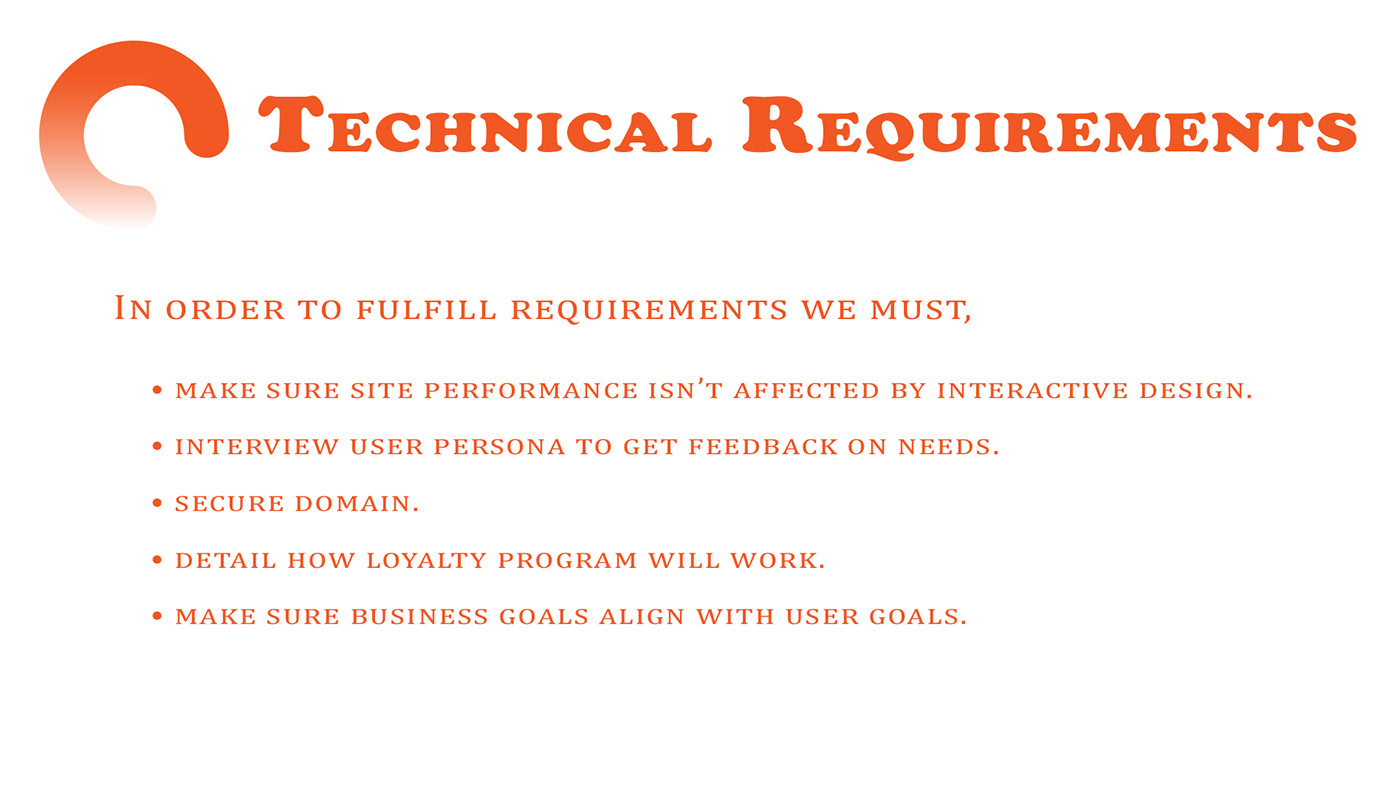 Technical Requirements
In order to fulfill requirements we must,
• make sure site performance isn’t affected by interactive design.
• interview user persona to get feedback on needs.
• secure domain.
• detail how loyalty program will work.
• make sure business goals align with user goals.